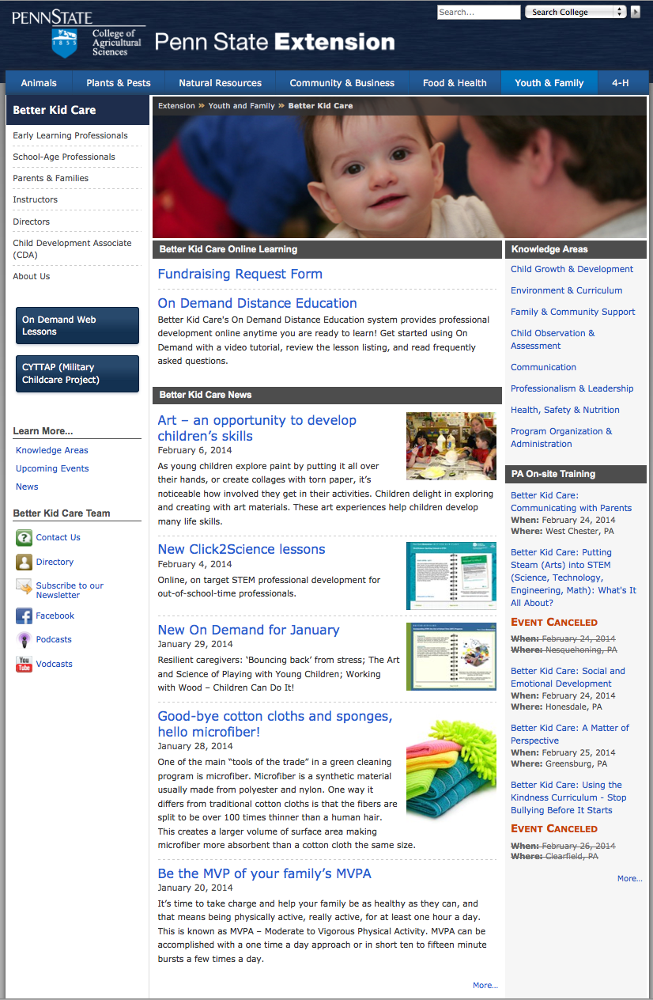 PENNSTATE
1855
College of
Agricultural
Sciences
Penn State Extension
Search...
Search College
Animals
Plants & Pests
Natural Resources
Community & Business
Food & Health
Youth & Family
4-H
Better Kid Care
Early Learning Professionals
School-Age Professionals
Parents & Families
Instructors
Directors
Child Development Associate
(CDA)
About Us
On Demand Web
Lessons
CYTTAP (Military
Childcare Project)
Learn More...
Knowledge Areas
Upcoming Events
News
Better Kid Care Team
Contact Us
Directory
Subscribe to our
Newsletter
Facebook
Podcasts
You
Tube
Vodcasts
Extension » Youth and Family » Better Kid Care
Better Kid Care Online Learning
Fundraising Request Form
On Demand Distance Education
Better Kid Care's On Demand Distance Education system provides professional
development online anytime you are ready to learn! Get started using On
Demand with a video tutorial, review the lesson listing, and read frequently
asked questions.
Better Kid Care News
Art – an opportunity to develop
children’s skills
February 6, 2014
As young children explore paint by putting it all over
their hands, or create collages with torn paper, it’s
noticeable how involved they get in their activities. Children delight in exploring
and creating with art materials. These art experiences help children develop
many life skills.
New Click2Science lessons
February 4, 2014
Online, on target STEM professional development for
out-of-school-time professionals.
New On Demand for January
January 29, 2014
Resilient caregivers: ‘Bouncing back’ from stress; The Art
and Science of Playing with Young Children; Working
with Wood – Children Can Do It!
Good-bye cotton cloths and sponges,
hello microfiber!
January 28, 2014
One of the main “tools of the trade” in a green cleaning
program is microfiber. Microfiber is a synthetic material
usually made from polyester and nylon. One way it
differs from traditional cotton cloths is that the fibers are
split to be over 100 times thinner than a human hair.
This creates a larger volume of surface area making
microfiber more absorbent than a cotton cloth the same size.
Be the MVP of your family’s MVPA
January 20, 2014
It’s time to take charge and help your family be as healthy as they can, and
that means being physically active, really active, for at least one hour a day.
This is known as MVPA – Moderate to Vigorous Physical Activity. MVPA can be
accomplished with a one time a day approach or in short ten to fifteen minute
bursts a few times a day.
More...
Knowledge Areas
Child Growth & Development
Environment & Curriculum
Family & Community Support
Child Observation &
Assessment
Communication
Professionalism & Leadership
Health, Safety & Nutrition
Program Organization &
Administration
PA On-site Training
Better Kid Care:
Communicating with Parents
When: February 24, 2014
Where: West Chester, PA
Better Kid Care: Putting
Steam (Arts) into STEM
(Science, Technology,
Engineering, Math): What's It
All About?
EVENT CANCELED
When: February 24, 2014
Where: Nesquehoning, PA
Better Kid Care: Social and
Emotional Development
When: February 24, 2014
Where: Honesdale, PA
Better Kid Care: A Matter of
Perspective
When: February 25, 2014
Where: Greensburg, PA
Better Kid Care: Using the
Kindness Curriculum - Stop
Bullying Before It Starts
EVENT CANCELED
When: February 26, 2014
Where: Clearfield, PA
More...